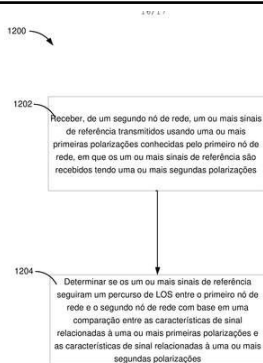 1200
1202
Receber, de um segundo nó de rede, um ou mais sinais
de referência transmitidos usando uma ou mais
primeiras polarizações conhecidas pelo primeiro nó de
rede, em que os um ou mais sinais de referência são
recebidos tendo uma ou mais segundas polarizações
1204
Determinar se os um ou mais sinais de referência
seguiram um percurso de LOS entre o primeiro nó de
rede e o segundo nó de rede com base em uma
comparação entre as características de sinal
relacionadas à uma ou mais primeiras polarizações e
as características de sinal relacionadas à uma ou mais
segundas polarizações